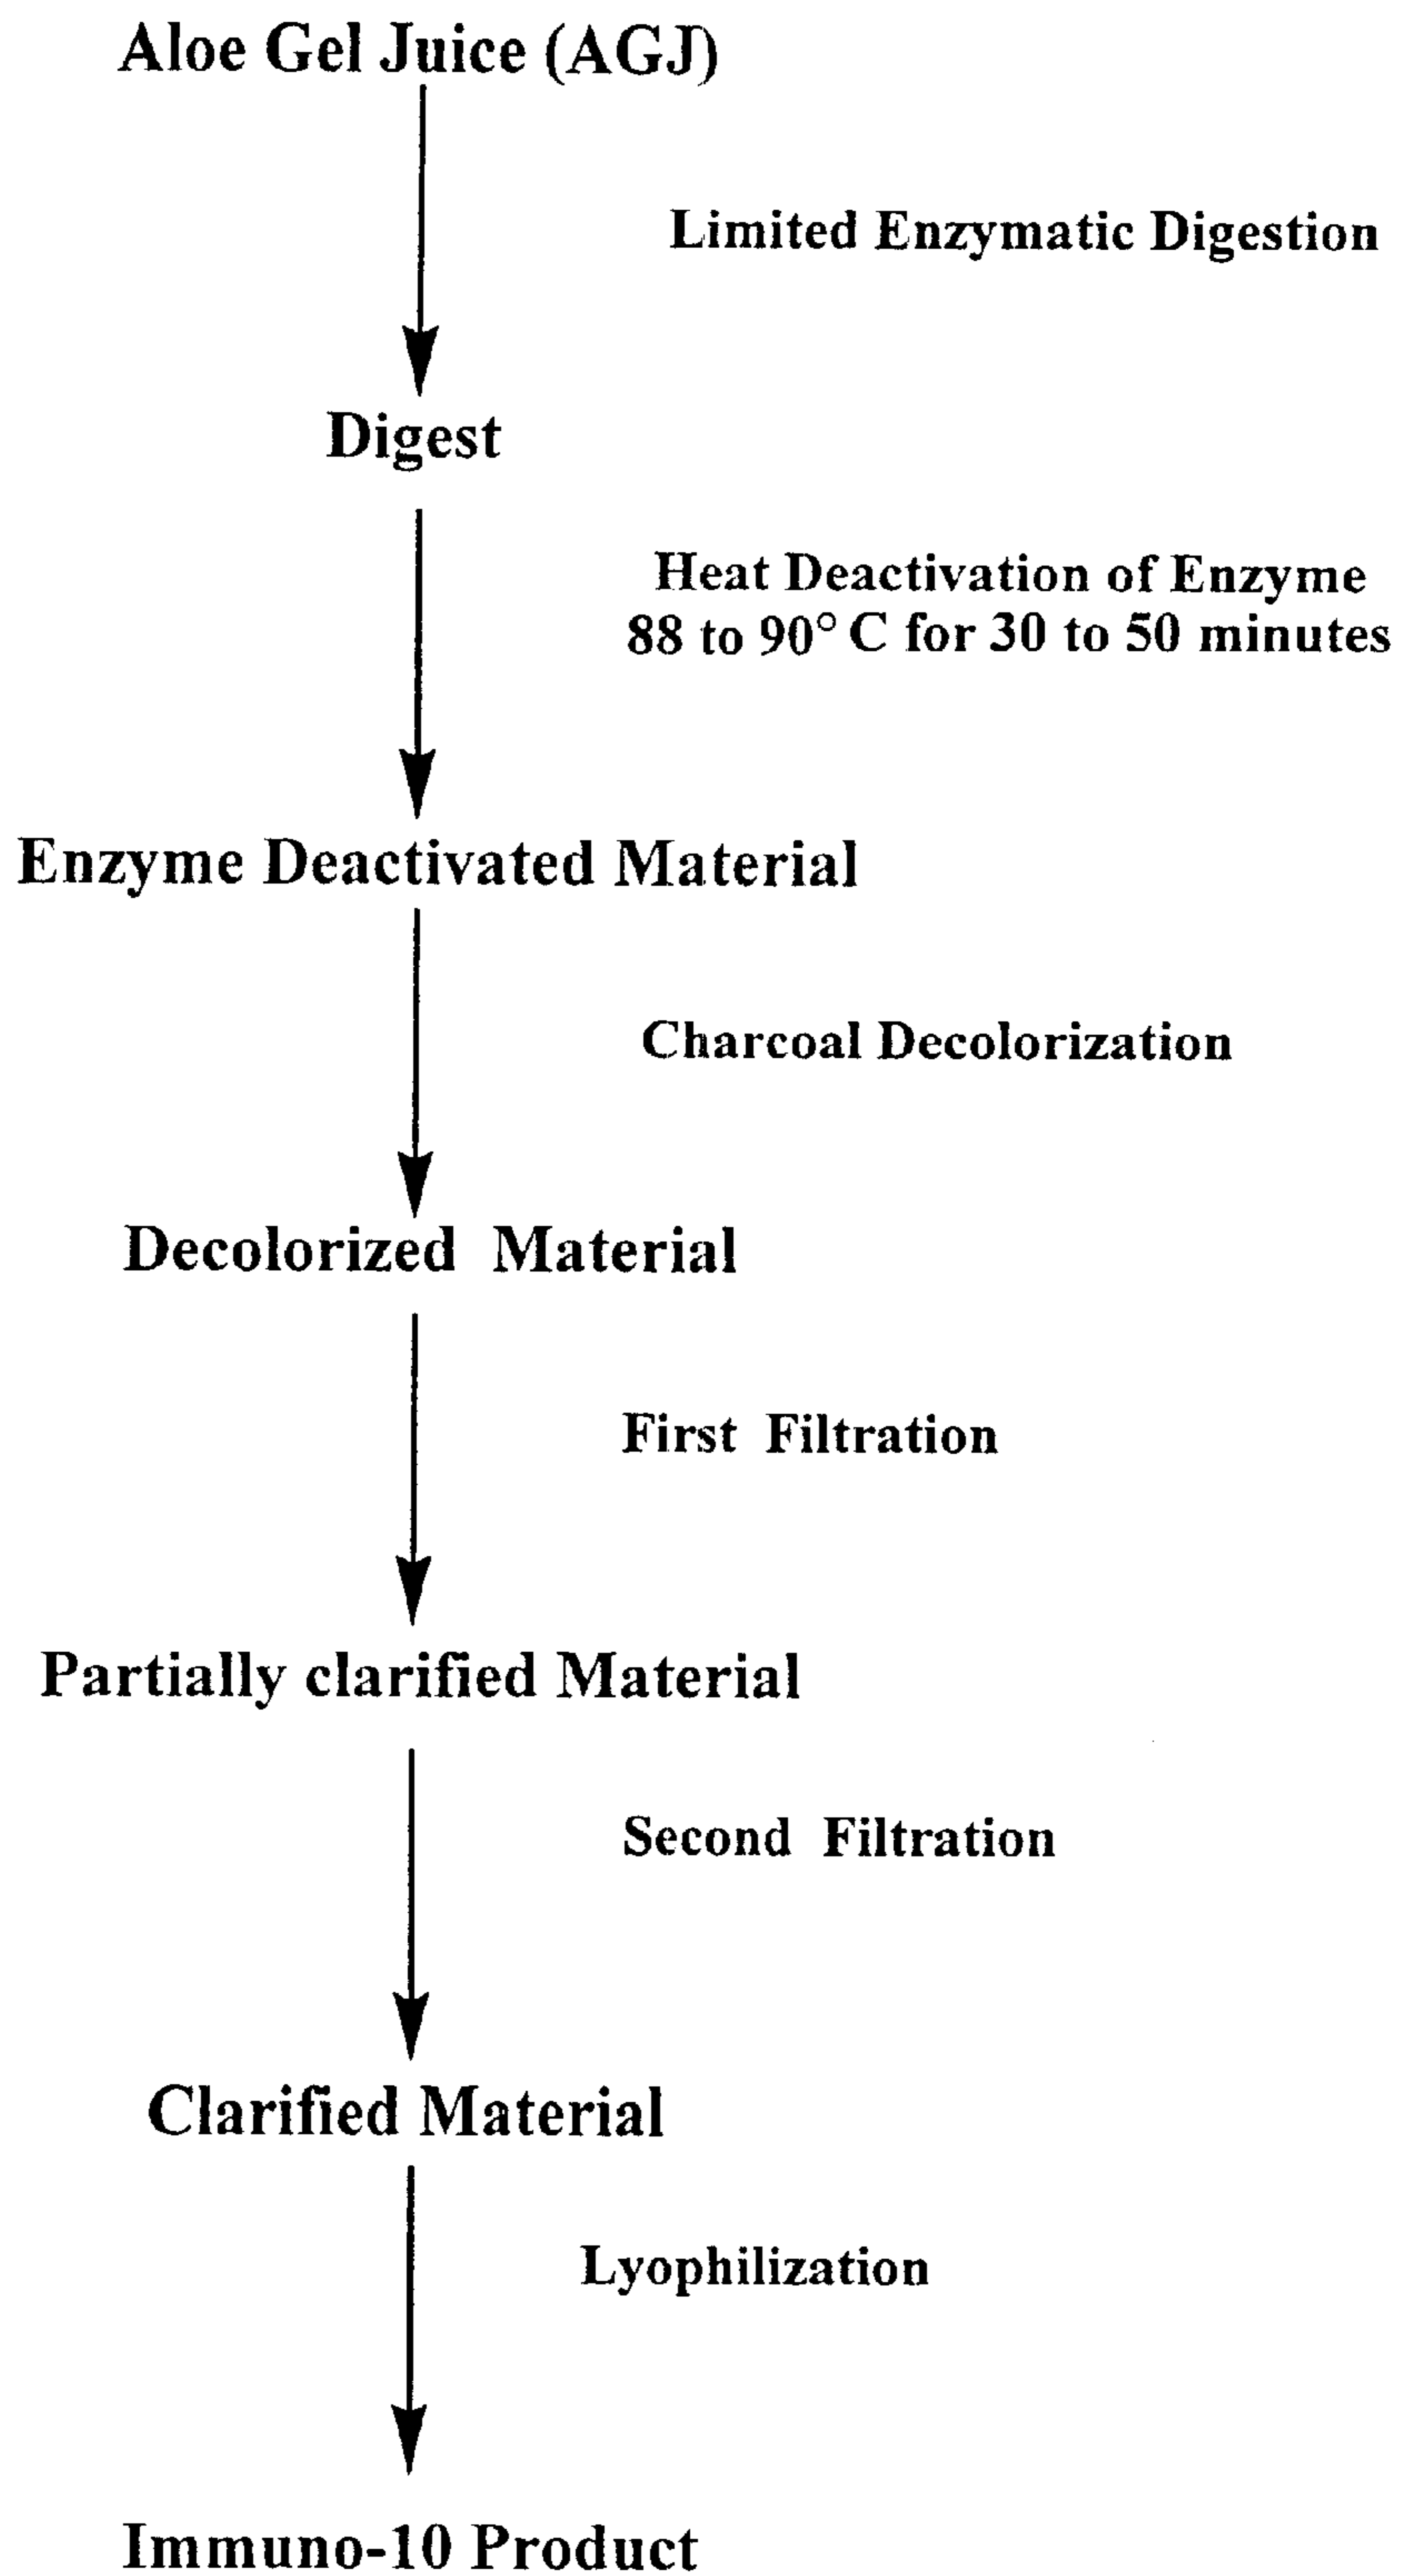 Aloe Gel Juice (AGJ)
Limited Enzymatic Digestion
Digest
Heat Deactivation of Enzyme
88 to 90° C for 30 to 50 minutes
Enzyme Deactivated Material
Charcoal Decolorization
Decolorized Material
First Filtration
Partially clarified Material
Second Filtration
Clarified Material
Lyophilization
Immuno-10 Product